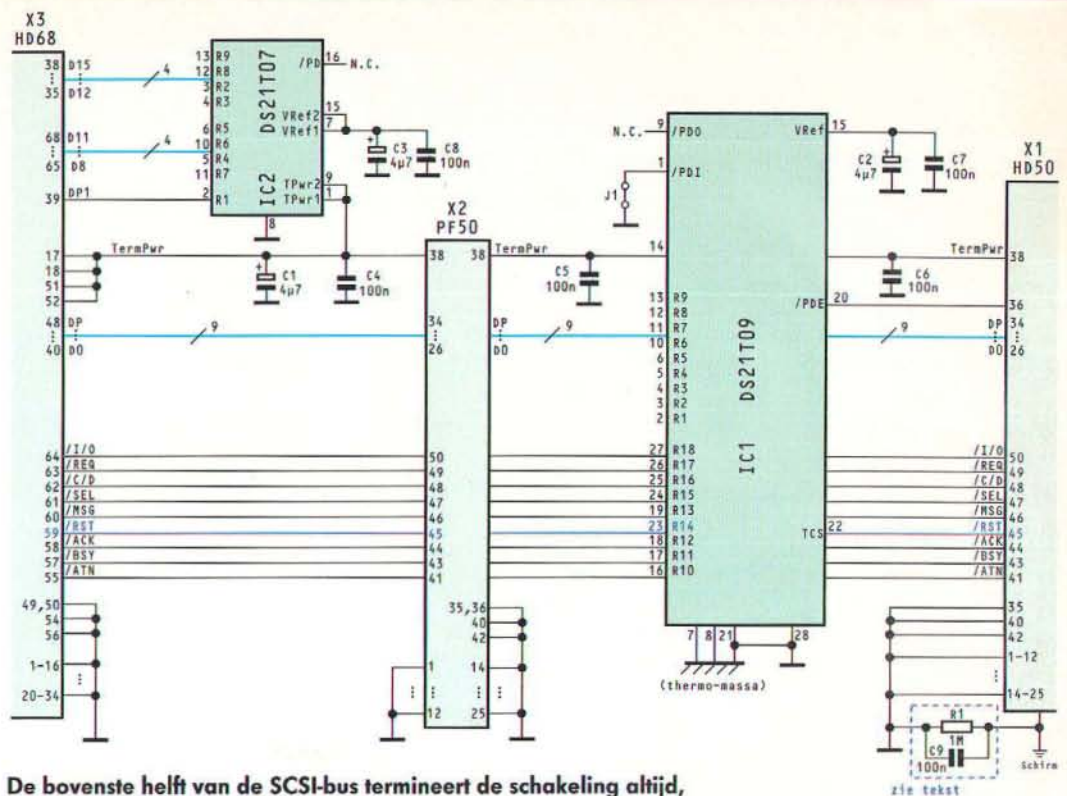 X3
HD68
38
⋮
35
D15
⋮
D12
68
⋮
65
D11
⋮
D8
39
DP1
17
18
51
52
TermPwr
48
⋮
40
DP
⋮
D0
64 /I/O
63 /REQ
62 /C/D
61 /SEL
60 /MSG
59 /RST
58 /ACK
57 /BSY
55 /ATN
49,50
54
56
1-16
⋮
20-34
4
4
9
13 R9
12 R8
3 R2
4 R3
6 R5
10 R6
5 R4
11 R7
2 R1
DS21T07
IC2
/PD 16 N.C.
VRef2 15
VRef1 7
TPwr2 9
TPwr1 1
8
+
C3
4µ7
C8
100n
+
C1
4µ7
C4
100n
X2
PF50
38
34
⋮
26
50
49
48
47
46
45
44
43
41
1
⋮
12
38
TermPwr
DP
⋮
D0
9
35,36
40
42
14
⋮
25
C5
100n
N.C.
9 /PDO
1 /PDI
J1
14
13 R9
12 R8
11 R7
10 R6
6 R5
5 R4
4 R3
3 R2
2 R1
27 R18
26 R17
25 R16
24 R15
19 R13
23 R14
18 R12
17 R11
16 R10
DS21T09
IC1
VRef 15
/PDE 20
TCS 22
7
8
21
28
(thermo-massa)
+
C2
4µ7
C7
100n
C6
100n
X1
HD50
TermPwr
38
36
9
DP
⋮
D0
34
⋮
26
/I/O 50
/REQ 49
/C/D 48
/SEL 47
/MSG 46
/RST 45
/ACK 44
/BSY 43
/ATN 41
35
40
42
1-12
⋮
14-25
R1
1M
C9
100n
Schirm
zie tekst
De bovenste helft van de SCSI-bus termineert de schakeling altijd,